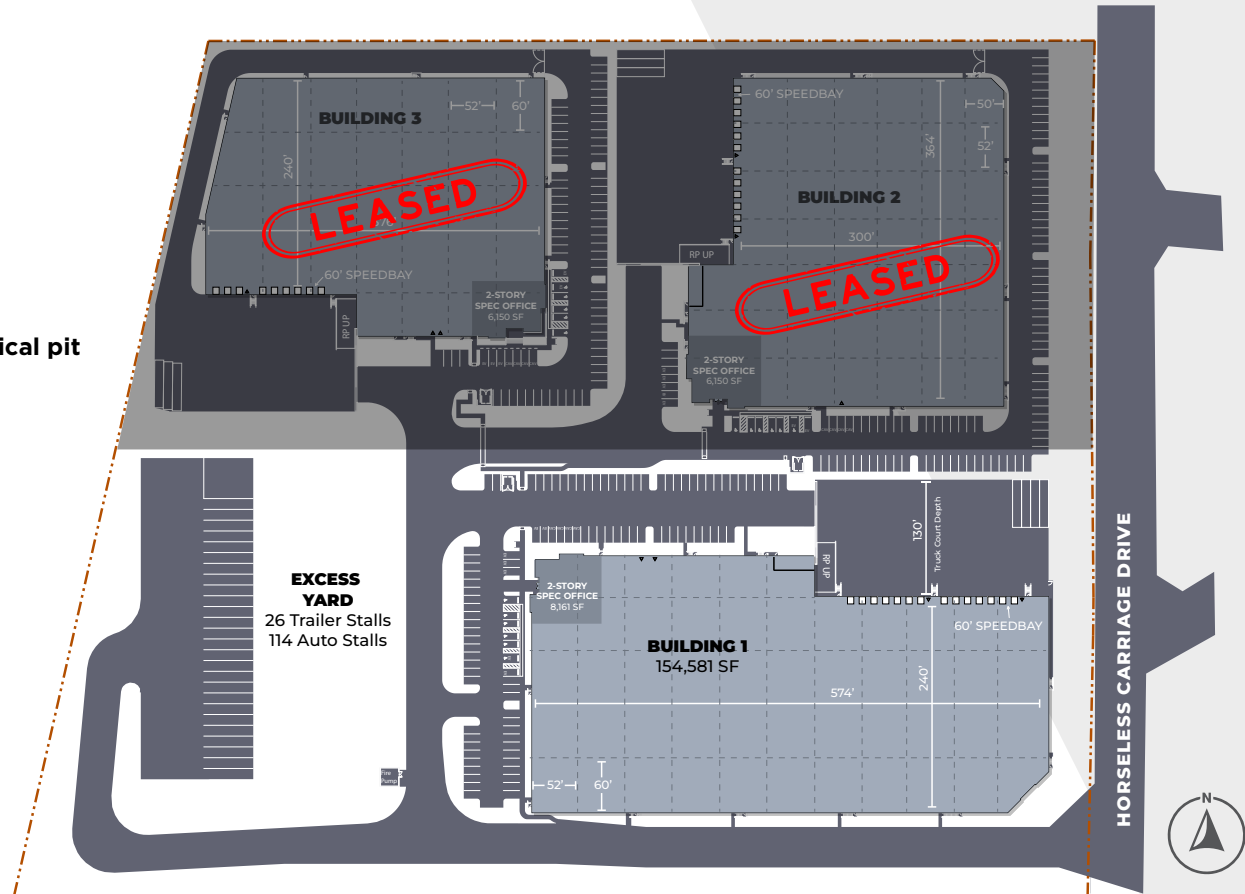 BUILDING 3
52'
60'
240'
LEASED
60' SPEEDBAY
2-STORY
SPEC OFFICE
6,150 SF
RP UP
60' SPEEDBAY
50'
52'
364'
BUILDING 2
300'
RP UP
LEASED
2-STORY
SPEC OFFICE
6,150 SF
ical pit
EXCESS
YARD
26 Trailer Stalls
114 Auto Stalls
Fire
Pump
130'
Truck Court Depth
RP UP
2-STORY
SPEC OFFICE
8,161 SF
BUILDING 1
154,581 SF
60' SPEEDBAY
574'
240'
52'
60'
HORSELESS CARRIAGE DRIVE
N